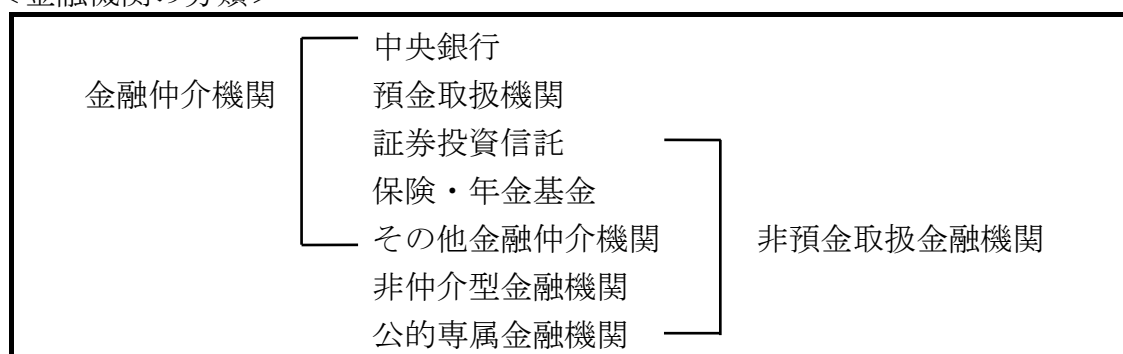 <金融機関の分類>
中央銀行
金融仲介機関 預金取扱機関
証券投資信託
保険・年金基金
その他金融仲介機関 非預金取扱金融機関
非仲介型金融機関
公的専属金融機関